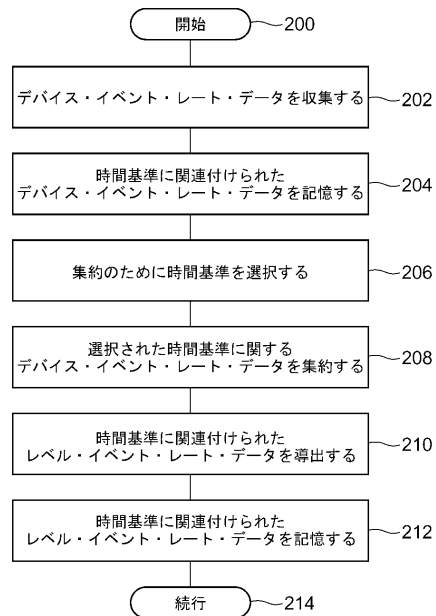 開始
200
デバイス・イベント・レート・データを収集する
202
時間基準に関連付けられた
デバイス・イベント・レート・データを記憶する
204
集約のために時間基準を選択する
206
選択された時間基準に関する
デバイス・イベント・レート・データを集約する
208
時間基準に関連付けられた
レベル・イベント・レート・データを導出する
210
時間基準に関連付けられた
レベル・イベント・レート・データを記憶する
212
続行
214